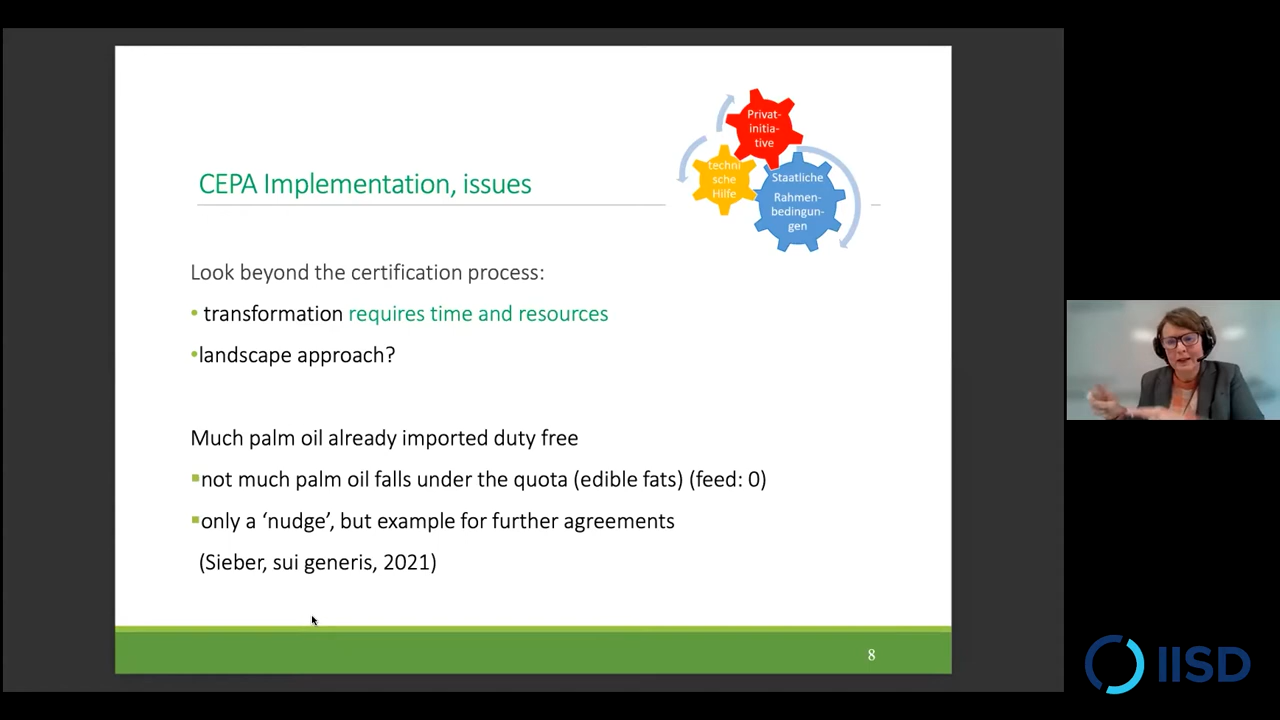 Privat-
initia-
tive
techni
sche
Hilfe
Staatliche
Rahmen-
bedingun-
gen
CEPA Implementation, issues
Look beyond the certification process:
• transformation requires time and resources
•landscape approach?
Much palm oil already imported duty free
▪not much palm oil falls under the quota (edible fats) (feed: 0)
▪only a ‘nudge’, but example for further agreements
(Sieber, sui generis, 2021)
8
IISD